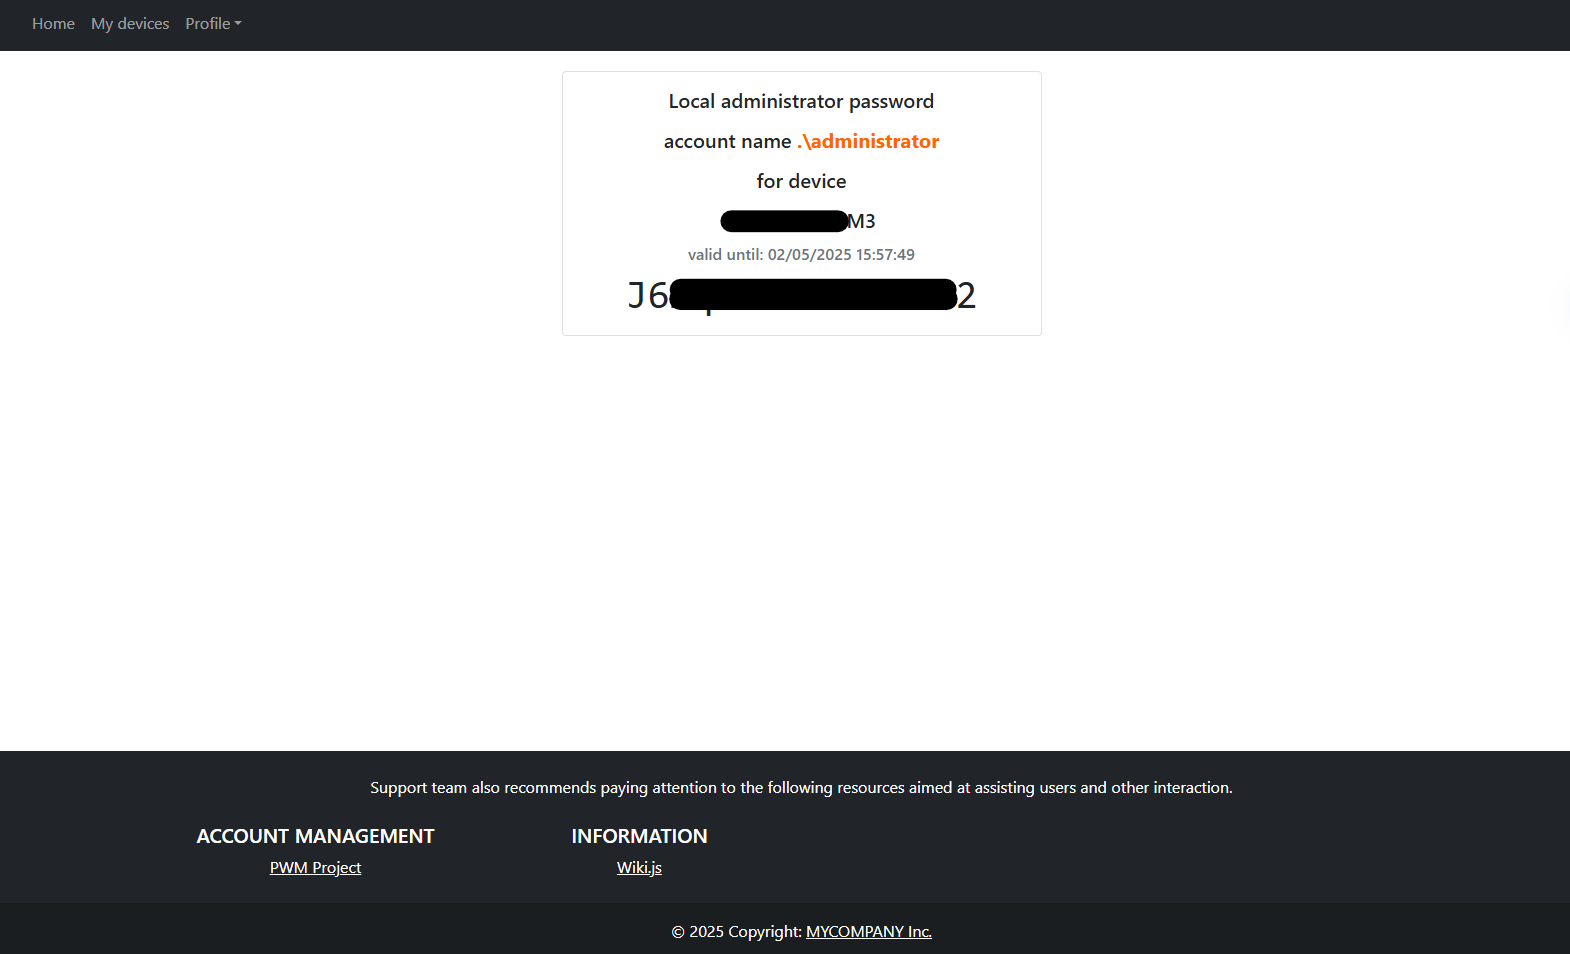 Home My devices Profile
Local administrator password
account name .\administrator
for device
M3
valid until: 02/05/2025 15:57:49
J6 2
Support team also recommends paying attention to the following resources aimed at assisting users and other interaction.
ACCOUNT MANAGEMENT INFORMATION
PWM Project Wiki.js
© 2025 Copyright: MYCOMPANY Inc.